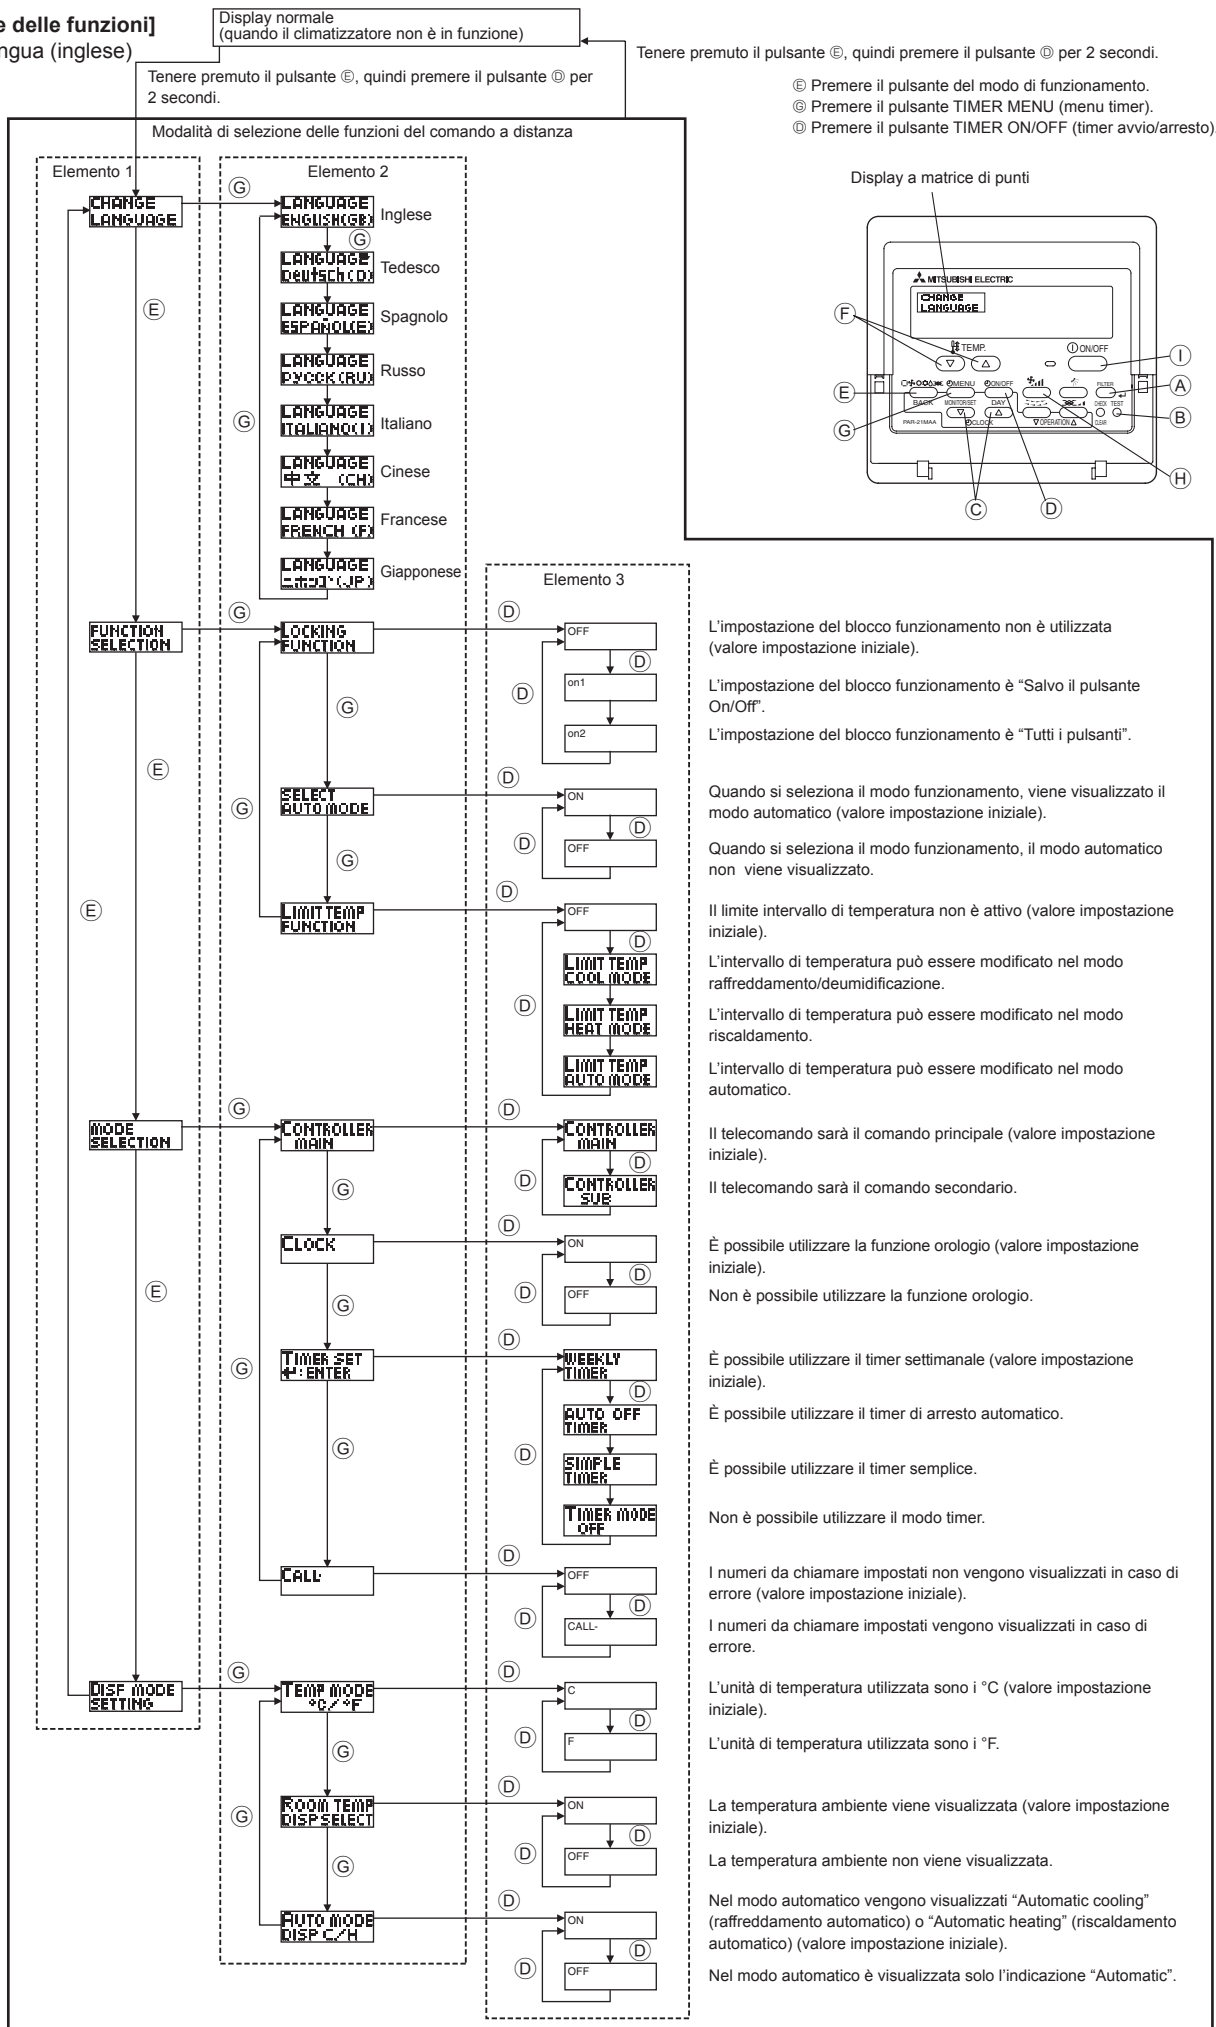 e delle funzioni]
ngua (inglese)
Display normale
(quando il climatizzatore non è in funzione)
Tenere premuto il pulsante Ⓔ, quindi premere il pulsante Ⓓ per
2 secondi.
Tenere premuto il pulsante Ⓔ, quindi premere il pulsante Ⓓ per 2 secondi.
Ⓔ Premere il pulsante del modo di funzionamento.
Ⓖ Premere il pulsante TIMER MENU (menu timer).
Ⓓ Premere il pulsante TIMER ON/OFF (timer avvio/arresto).
Modalità di selezione delle funzioni del comando a distanza
Display a matrice di punti
MITSUBISHI ELECTRIC
CHANGE
LANGUAGE
TEMP.
ON/OFF
MENU
ON/OFF
FILTER
BACK
MONITOR/SET
DAY
CHECK TEST
PAR-21MAA
CLOCK
OPERATION
CLEAR
Ⓕ
Ⓔ
Ⓖ
Ⓘ
Ⓐ
Ⓑ
Ⓗ
Ⓒ
Ⓓ
Elemento 1
Elemento 2
CHANGE
LANGUAGE
Ⓖ
LANGUAGE
ENGLISH(GB)
Inglese
Ⓖ
LANGUAGE
Deutsch(D)
Tedesco
Ⓔ
LANGUAGE
ESPAÑOL(E)
Spagnolo
LANGUAGE
РУССК(RU)
Russo
Ⓖ
LANGUAGE
ITALIANO(I)
Italiano
LANGUAGE
中文 (CH)
Cinese
LANGUAGE
FRENCH (F)
Francese
LANGUAGE
ニホンゴ(JP)
Giapponese
Elemento 3
FUNCTION
SELECTION
Ⓖ
LOCKING
FUNCTION
Ⓓ
OFF
L'impostazione del blocco funzionamento non è utilizzata
(valore impostazione iniziale).
Ⓓ
Ⓓ
on1
L'impostazione del blocco funzionamento è “Salvo il pulsante
On/Off”.
Ⓖ
on2
L'impostazione del blocco funzionamento è “Tutti i pulsanti”.
Ⓔ
Ⓖ
SELECT
AUTO MODE
Ⓓ
ON
Quando si seleziona il modo funzionamento, viene visualizzato il
modo automatico (valore impostazione iniziale).
Ⓓ
Ⓓ
OFF
Quando si seleziona il modo funzionamento, il modo automatico
non viene visualizzato.
Ⓖ
Ⓔ
LIMIT TEMP
FUNCTION
Ⓓ
OFF
Il limite intervallo di temperatura non è attivo (valore impostazione
iniziale).
Ⓓ
LIMIT TEMP
COOL MODE
L'intervallo di temperatura può essere modificato nel modo
raffreddamento/deumidificazione.
Ⓓ
LIMIT TEMP
HEAT MODE
L'intervallo di temperatura può essere modificato nel modo
riscaldamento.
LIMIT TEMP
AUTO MODE
L'intervallo di temperatura può essere modificato nel modo
automatico.
MODE
SELECTION
Ⓖ
CONTROLLER
MAIN
Ⓓ
CONTROLLER
MAIN
Il telecomando sarà il comando principale (valore impostazione
iniziale).
Ⓓ
Ⓓ
CONTROLLER
SUB
Il telecomando sarà il comando secondario.
Ⓖ
CLOCK
Ⓓ
ON
È possibile utilizzare la funzione orologio (valore impostazione
iniziale).
Ⓓ
Ⓓ
OFF
Non è possibile utilizzare la funzione orologio.
Ⓔ
Ⓖ
Ⓖ
TIMER SET
↵:ENTER
Ⓓ
WEEKLY
TIMER
È possibile utilizzare il timer settimanale (valore impostazione
iniziale).
Ⓓ
AUTO OFF
TIMER
È possibile utilizzare il timer di arresto automatico.
Ⓖ
Ⓓ
SIMPLE
TIMER
È possibile utilizzare il timer semplice.
TIMER MODE
OFF
Non è possibile utilizzare il modo timer.
CALL
Ⓓ
OFF
I numeri da chiamare impostati non vengono visualizzati in caso di
errore (valore impostazione iniziale).
Ⓓ
Ⓓ
CALL-
I numeri da chiamare impostati vengono visualizzati in caso di
errore.
DISP MODE
SETTING
Ⓖ
TEMP MODE
°C/°F
Ⓓ
C
L'unità di temperatura utilizzata sono i °C (valore impostazione
iniziale).
Ⓓ
Ⓓ
F
L'unità di temperatura utilizzata sono i °F.
Ⓖ
Ⓖ
ROOM TEMP
DISP SELECT
Ⓓ
ON
La temperatura ambiente viene visualizzata (valore impostazione
iniziale).
Ⓓ
Ⓓ
OFF
La temperatura ambiente non viene visualizzata.
Ⓖ
AUTO MODE
DISP C/H
Ⓓ
ON
Nel modo automatico vengono visualizzati “Automatic cooling”
(raffreddamento automatico) o “Automatic heating” (riscaldamento
automatico) (valore impostazione iniziale).
Ⓓ
Ⓓ
OFF
Nel modo automatico è visualizzata solo l'indicazione “Automatic”.